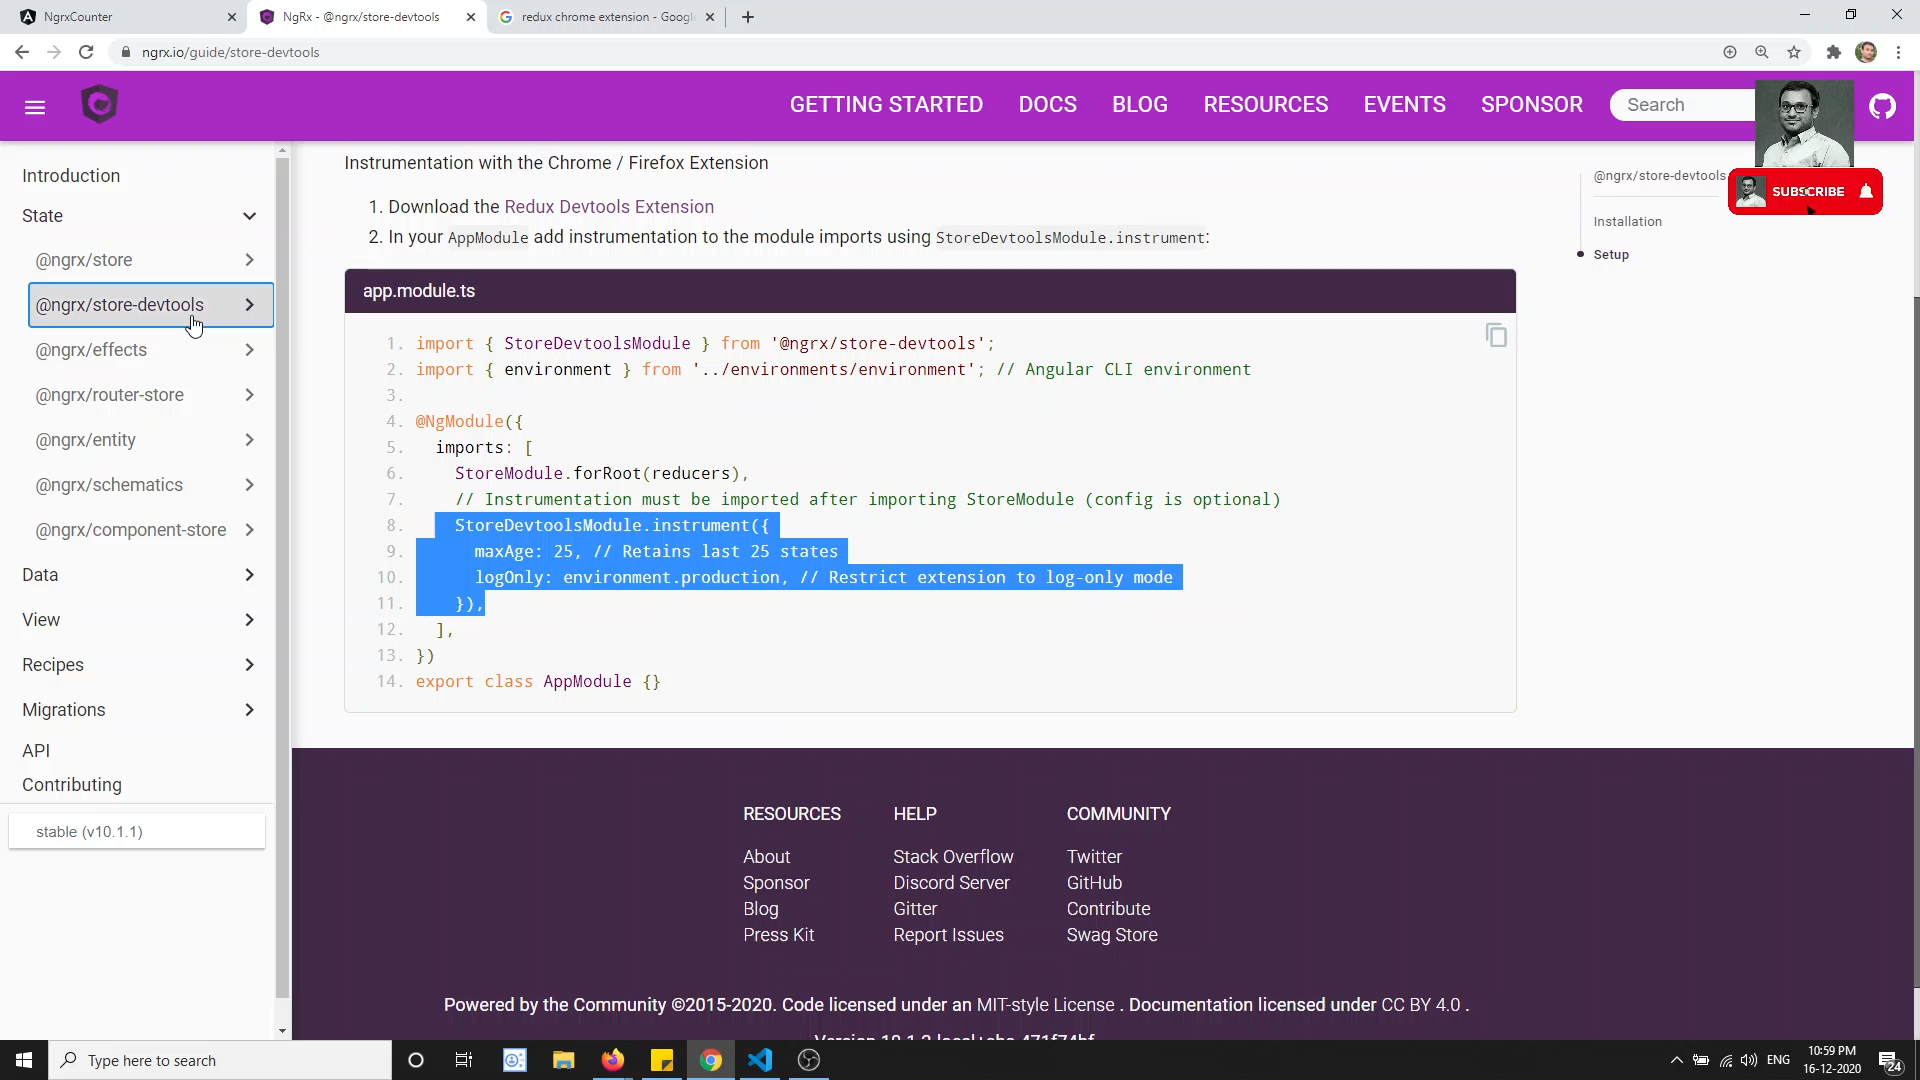 NgrxCounter
NgRx - @ngrx/store-devtools
redux chrome extension - Google
ngrx.io/guide/store-devtools
GETTING STARTED DOCS BLOG RESOURCES EVENTS SPONSOR
Search
SUBSCRIBE
Introduction
State
@ngrx/store
@ngrx/store-devtools
@ngrx/effects
@ngrx/router-store
@ngrx/entity
@ngrx/schematics
@ngrx/component-store
Data
View
Recipes
Migrations
API
Contributing
stable (v10.1.1)
Instrumentation with the Chrome / Firefox Extension
1. Download the Redux Devtools Extension
2. In your AppModule add instrumentation to the module imports using StoreDevtoolsModule.instrument:
app.module.ts
1. import { StoreDevtoolsModule } from '@ngrx/store-devtools';
2. import { environment } from '../environments/environment'; // Angular CLI environment
3.
4. @NgModule({
5. imports: [
6. StoreModule.forRoot(reducers),
7. // Instrumentation must be imported after importing StoreModule (config is optional)
8. StoreDevtoolsModule.instrument({
9. maxAge: 25, // Retains last 25 states
10. logOnly: environment.production, // Restrict extension to log-only mode
11. }),
12. ],
13. })
14. export class AppModule {}
@ngrx/store-devtools
Installation
Setup
RESOURCES
About
Sponsor
Blog
Press Kit
HELP
Stack Overflow
Discord Server
Gitter
Report Issues
COMMUNITY
Twitter
GitHub
Contribute
Swag Store
Powered by the Community ©2015-2020. Code licensed under an MIT-style License . Documentation licensed under CC BY 4.0 .
Type here to search
ENG
10:59 PM
16-12-2020
24